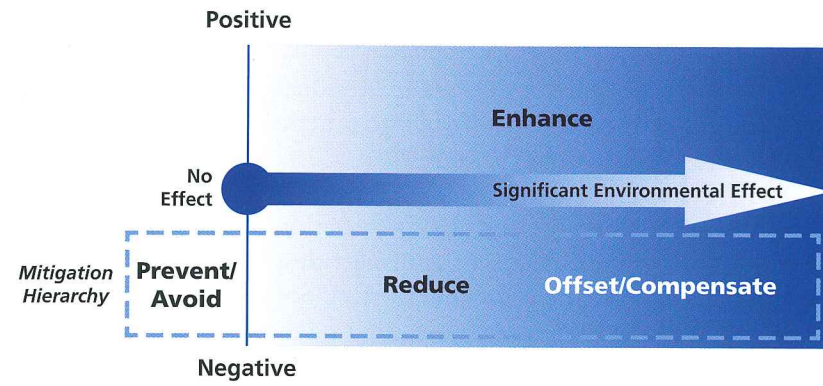 Positive
Enhance
No
Effect
Significant Environmental Effect
Mitigation
Hierarchy
Prevent/
Avoid
Reduce
Offset/Compensate
Negative